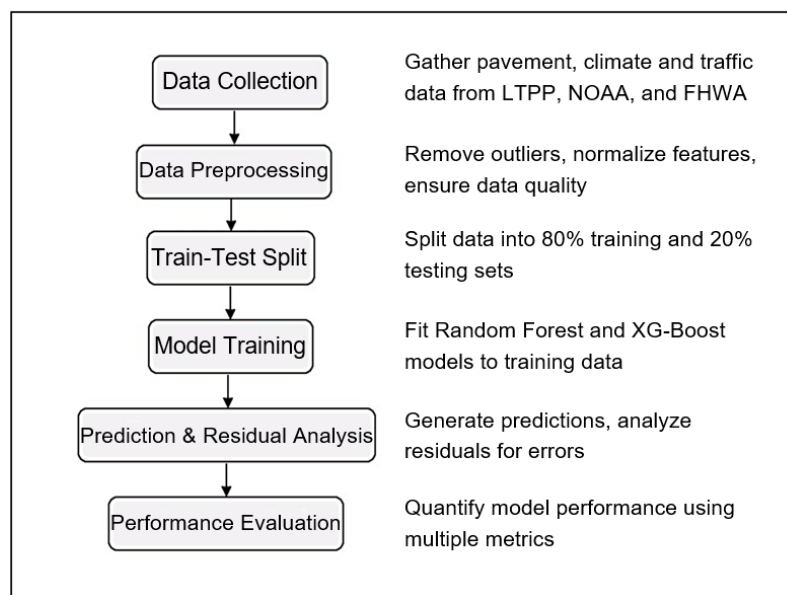 Data Collection
Gather pavement, climate and traffic
data from LTPP, NOAA, and FHWA
Data Preprocessing
Remove outliers, normalize features,
ensure data quality
Train-Test Split
Split data into 80% training and 20%
testing sets
Model Training
Fit Random Forest and XG-Boost
models to training data
Prediction & Residual Analysis
Generate predictions, analyze
residuals for errors
Performance Evaluation
Quantify model performance using
multiple metrics